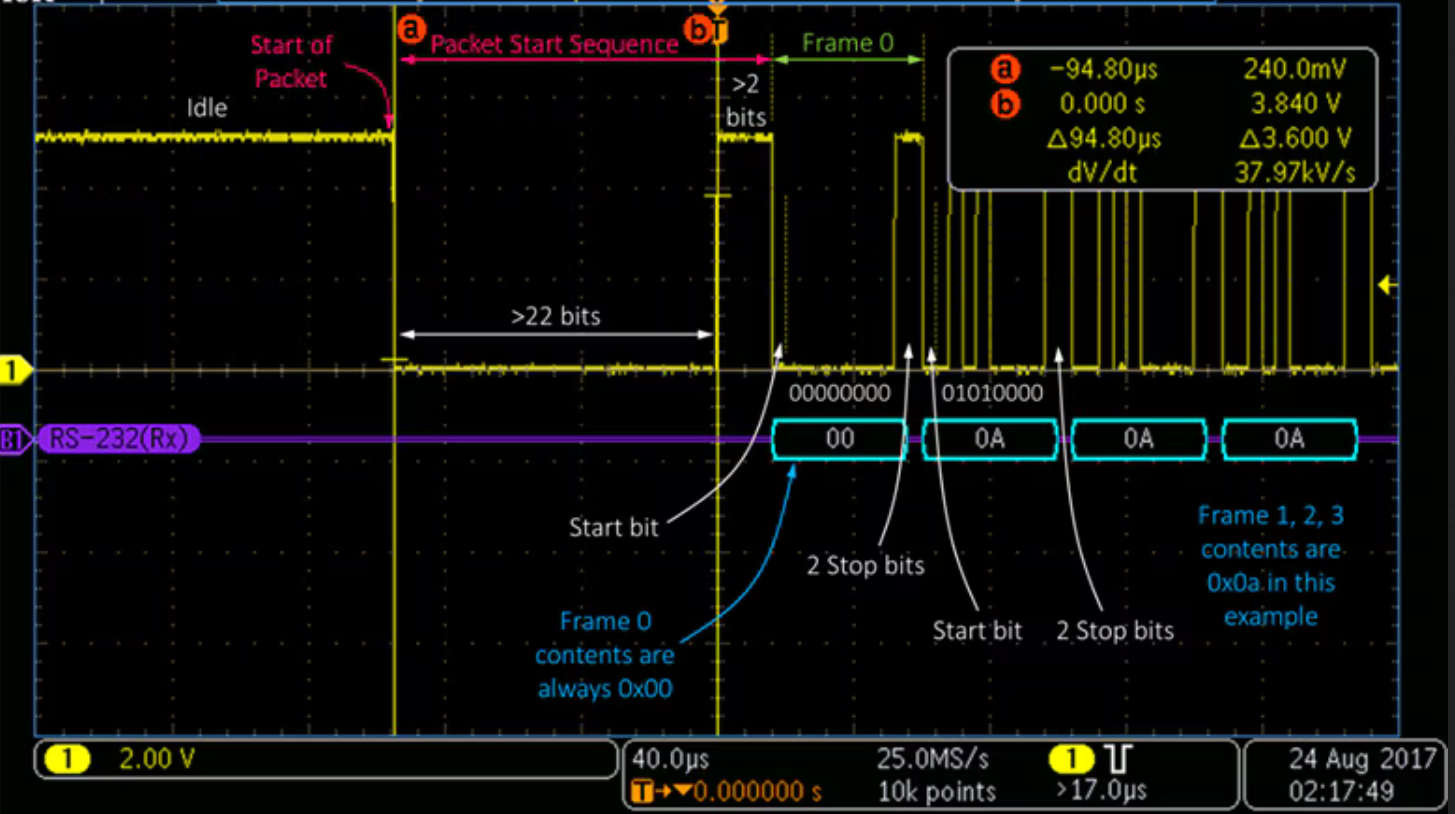 a
b
T
Start of
Packet
Packet Start Sequence
Frame 0
>2
bits
Idle
a -94.80µs 240.0mV
b 0.000 s 3.840 V
△94.80µs △3.600 V
dV/dt 37.97kV/s
>22 bits
1
00000000
01010000
B1
RS-232(Rx)
00
0A
0A
0A
Start bit
2 Stop bits
Start bit
2 Stop bits
Frame 1, 2, 3
contents are
0x0a in this
example
Frame 0
contents are
always 0x00
1 2.00 V
40.0µs 25.0MS/s 1
T→▼0.000000 s 10k points >17.0µs
24 Aug 2017
02:17:49